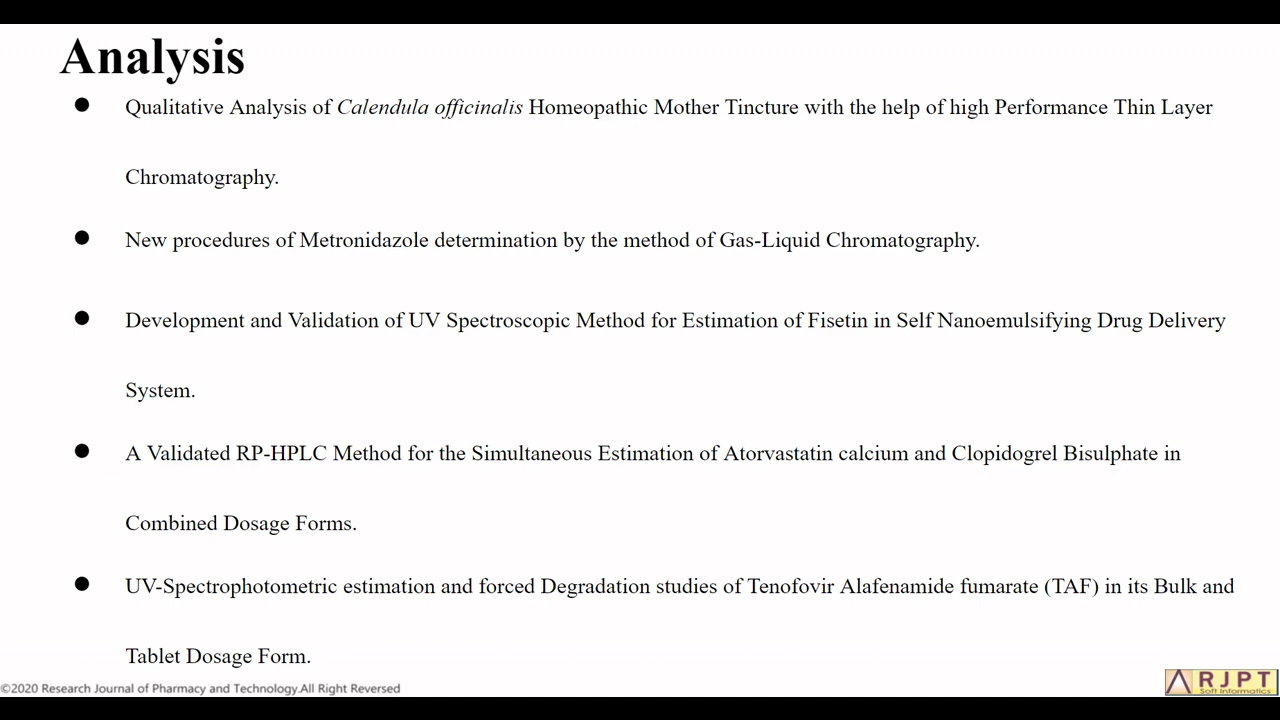 Analysis
● Qualitative Analysis of Calendula officinalis Homeopathic Mother Tincture with the help of high Performance Thin Layer
Chromatography.
● New procedures of Metronidazole determination by the method of Gas-Liquid Chromatography.
● Development and Validation of UV Spectroscopic Method for Estimation of Fisetin in Self Nanoemulsifying Drug Delivery
System.
● A Validated RP-HPLC Method for the Simultaneous Estimation of Atorvastatin calcium and Clopidogrel Bisulphate in
Combined Dosage Forms.
● UV-Spectrophotometric estimation and forced Degradation studies of Tenofovir Alafenamide fumarate (TAF) in its Bulk and
Tablet Dosage Form.
©2020 Research Journal of Pharmacy and Technology.All Right Reversed
RJPT
Soft Informatics